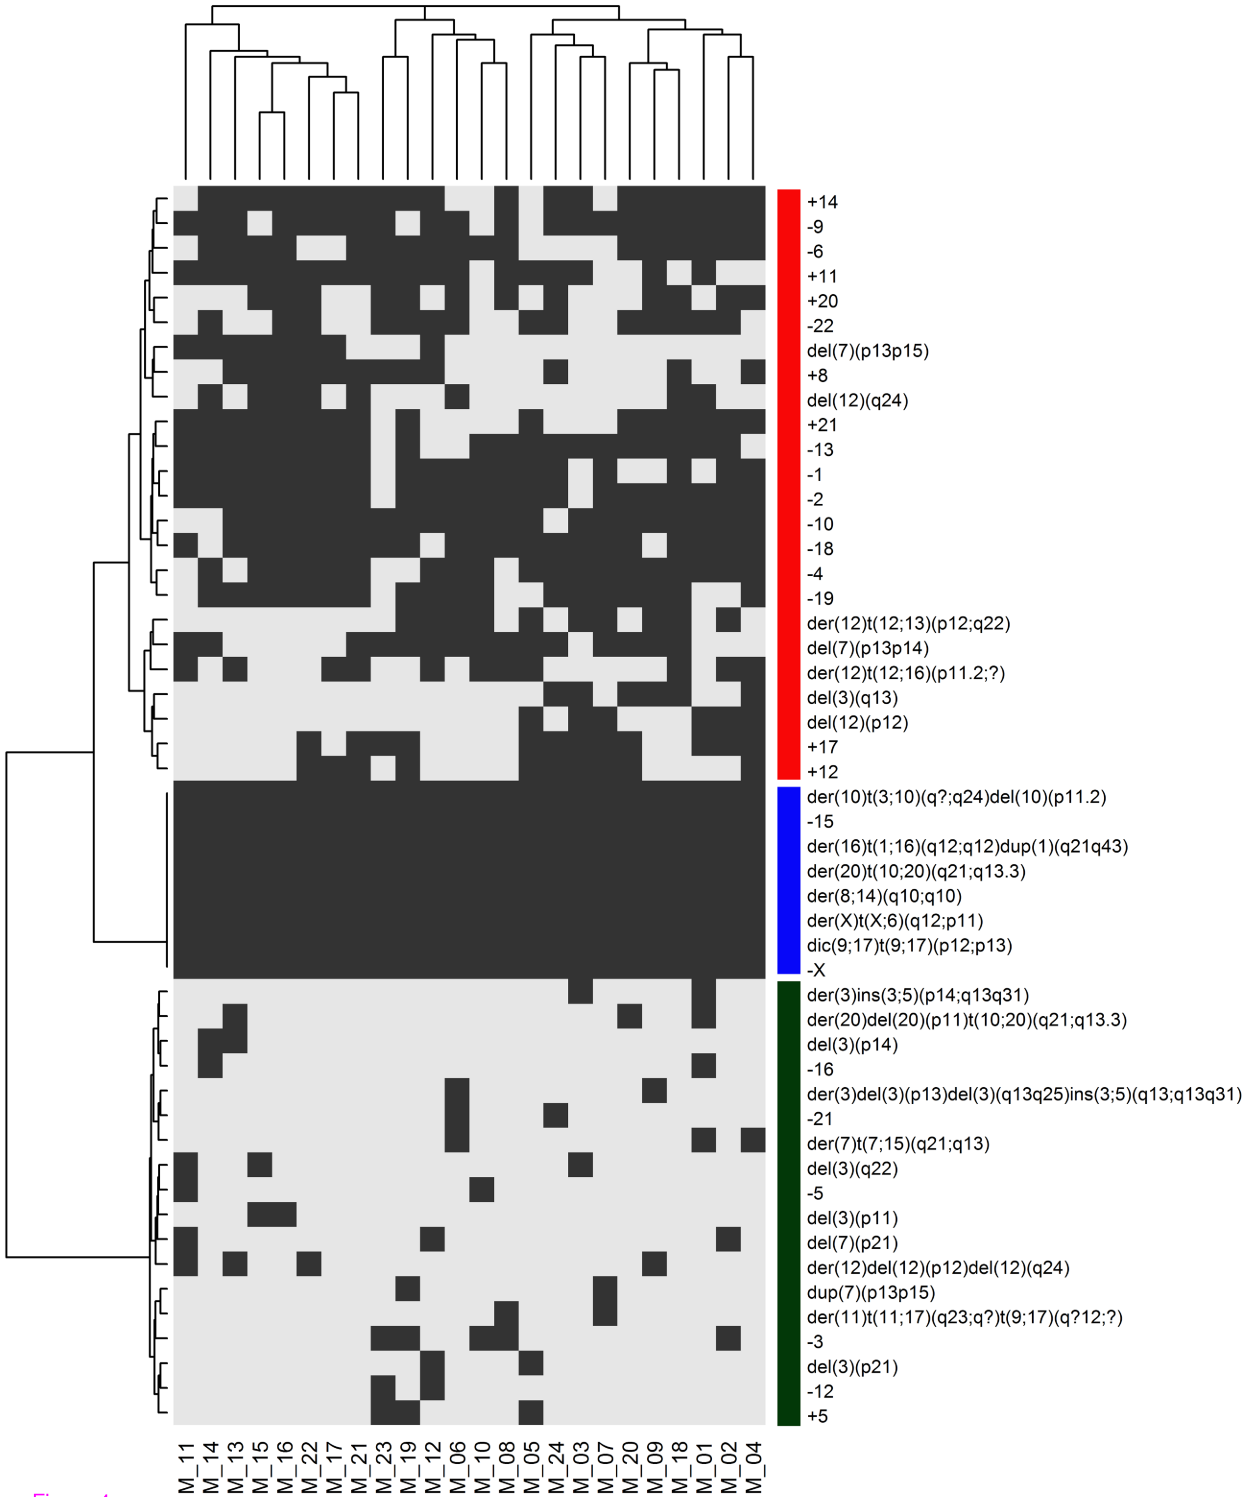 +14
-9
-6
+11
+20
-22
del(7)(p13p15)
+8
del(12)(q24)
+21
-13
-1
-2
-10
-18
-4
-19
der(12)t(12;13)(p12;q22)
del(7)(p13p14)
der(12)t(12;16)(p11.2;?)
del(3)(q13)
del(12)(p12)
+17
+12
der(10)t(3;10)(q?;q24)del(10)(p11.2)
-15
der(16)t(1;16)(q12;q12)dup(1)(q21q43)
der(20)t(10;20)(q21;q13.3)
der(8;14)(q10;q10)
der(X)t(X;6)(q12;p11)
dic(9;17)t(9;17)(p12;p13)
-X
der(3)ins(3;5)(p14;q13q31)
der(20)del(20)(p11)t(10;20)(q21;q13.3)
del(3)(p14)
-16
der(3)del(3)(p13)del(3)(q13q25)ins(3;5)(q13;q13q31)
-21
der(7)t(7;15)(q21;q13)
del(3)(q22)
-5
del(3)(p11)
del(7)(p21)
der(12)del(12)(p12)del(12)(q24)
dup(7)(p13p15)
der(11)t(11;17)(q23;q?)t(9;17)(q?12;?)
-3
del(3)(p21)
-12
+5
M_11
M_14
M_13
M_15
M_16
M_22
M_17
M_21
M_23
M_19
M_12
M_06
M_10
M_08
M_05
M_24
M_03
M_07
M_20
M_09
M_18
M_01
M_02
M_04